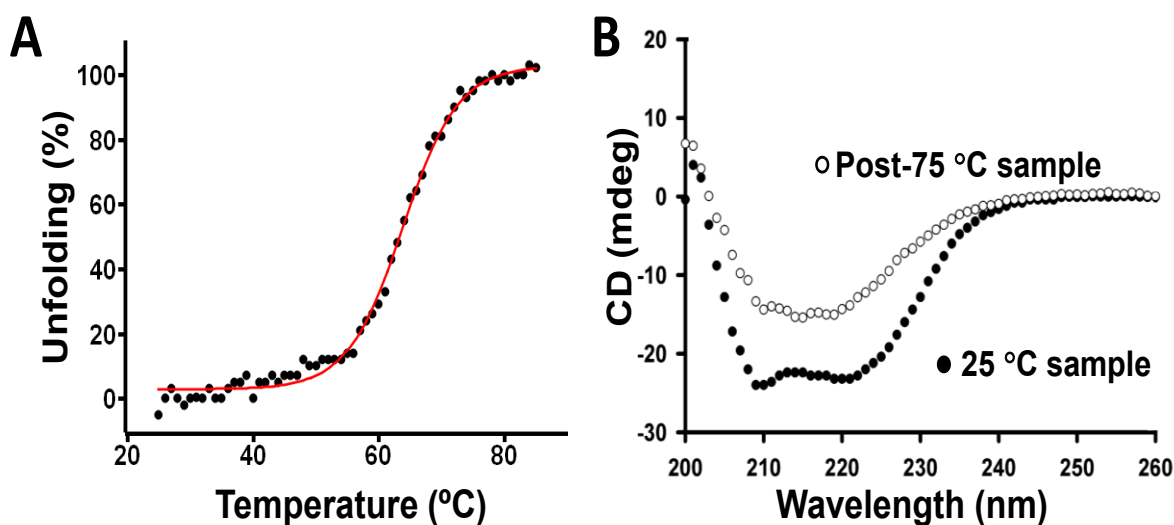 A
Unfolding (%)
100
80
60
40
20
0
20 40 60 80
Temperature (ºC)
B
CD (mdeg)
20
10
0
-10
-20
-30
Post-75 °C sample
25 °C sample
200 210 220 230 240 250 260
Wavelength (nm)